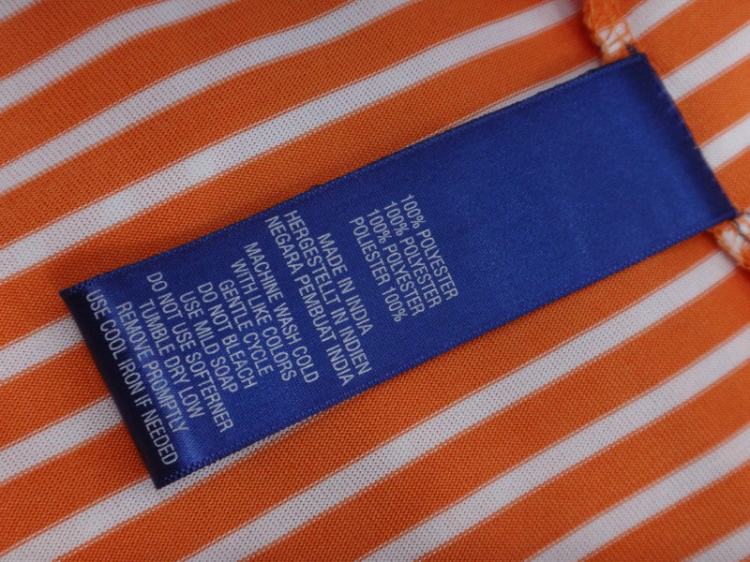 100% POLYESTER
100% POLYESTER
100% POLYESTER
POLIESTER 100%
MADE IN INDIA
HERGESTELLT IN INDIEN
NEGARA PEMBUAT INDIA
MACHINE WASH COLD
WITH LIKE COLORS
GENTLE CYCLE
DO NOT BLEACH
USE MILD SOAP
DO NOT USE SOFTERNER
TUMBLE DRY LOW
REMOVE PROMPTLY
USE COOL IRON IF NEEDED